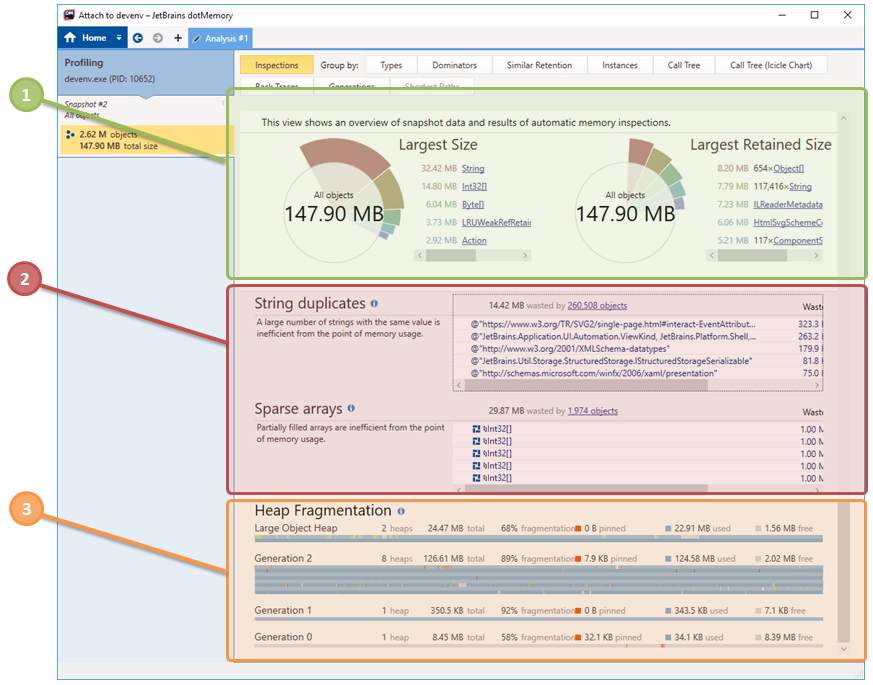 Attach to devenv – JetBrains dotMemory
Home
Analysis #1
Profiling
devenv.exe (PID: 10652)
Snapshot #2
All objects
2.62 M objects
147.90 MB total size
Inspections
Group by:
Types
Dominators
Similar Retention
Instances
Call Tree
Call Tree (Icicle Chart)
Back Traces
Generations
Shortest Paths
1
This view shows an overview of snapshot data and results of automatic memory inspections.
All objects
147.90 MB
Largest Size
32.42 MB String
14.80 MB Int32[]
6.04 MB Byte[]
3.73 MB LRUWeakRefRetai
2.92 MB Action
All objects
147.90 MB
Largest Retained Size
8.20 MB 654×Object[]
7.79 MB 117,416×String
7.23 MB ILReaderMetadata
6.06 MB HtmlSvgSchemeC
5.21 MB 117×ComponentS
2
String duplicates
A large number of strings with the same value is
inefficient from the point of memory usage.
14.42 MB wasted by 260,508 objects
Waste
@"https://www.w3.org/TR/SVG2/single-page.html#interact-EventAttribut... 323.3
@"JetBrains.Application.UI.Automation.ViewKind, JetBrains.Platform.Shell,... 263.2
@"http://www.w3.org/2001/XMLSchema-datatypes" 179.9
@"JetBrains.Util.Storage.StructuredStorage.IStructuredStorageSerializable" 81.8
@"http://schemas.microsoft.com/winfx/2006/xaml/presentation" 75.0
Sparse arrays
Partially filled arrays are inefficient from the point
of memory usage.
29.87 MB wasted by 1,974 objects
Waste
Int32[] 1.00 M
Int32[] 1.00 M
Int32[] 1.00 M
Int32[] 1.00 M
Int32[] 1.00 M
3
Heap Fragmentation
Large Object Heap 2 heaps 24.47 MB total 68% fragmentation 0 B pinned 22.91 MB used 1.56 MB free
Generation 2 8 heaps 126.61 MB total 89% fragmentation 7.9 KB pinned 124.58 MB used 2.02 MB free
Generation 1 1 heap 350.5 KB total 92% fragmentation 0 B pinned 343.5 KB used 7.1 KB free
Generation 0 1 heap 8.45 MB total 58% fragmentation 32.1 KB pinned 34.1 KB used 8.39 MB free